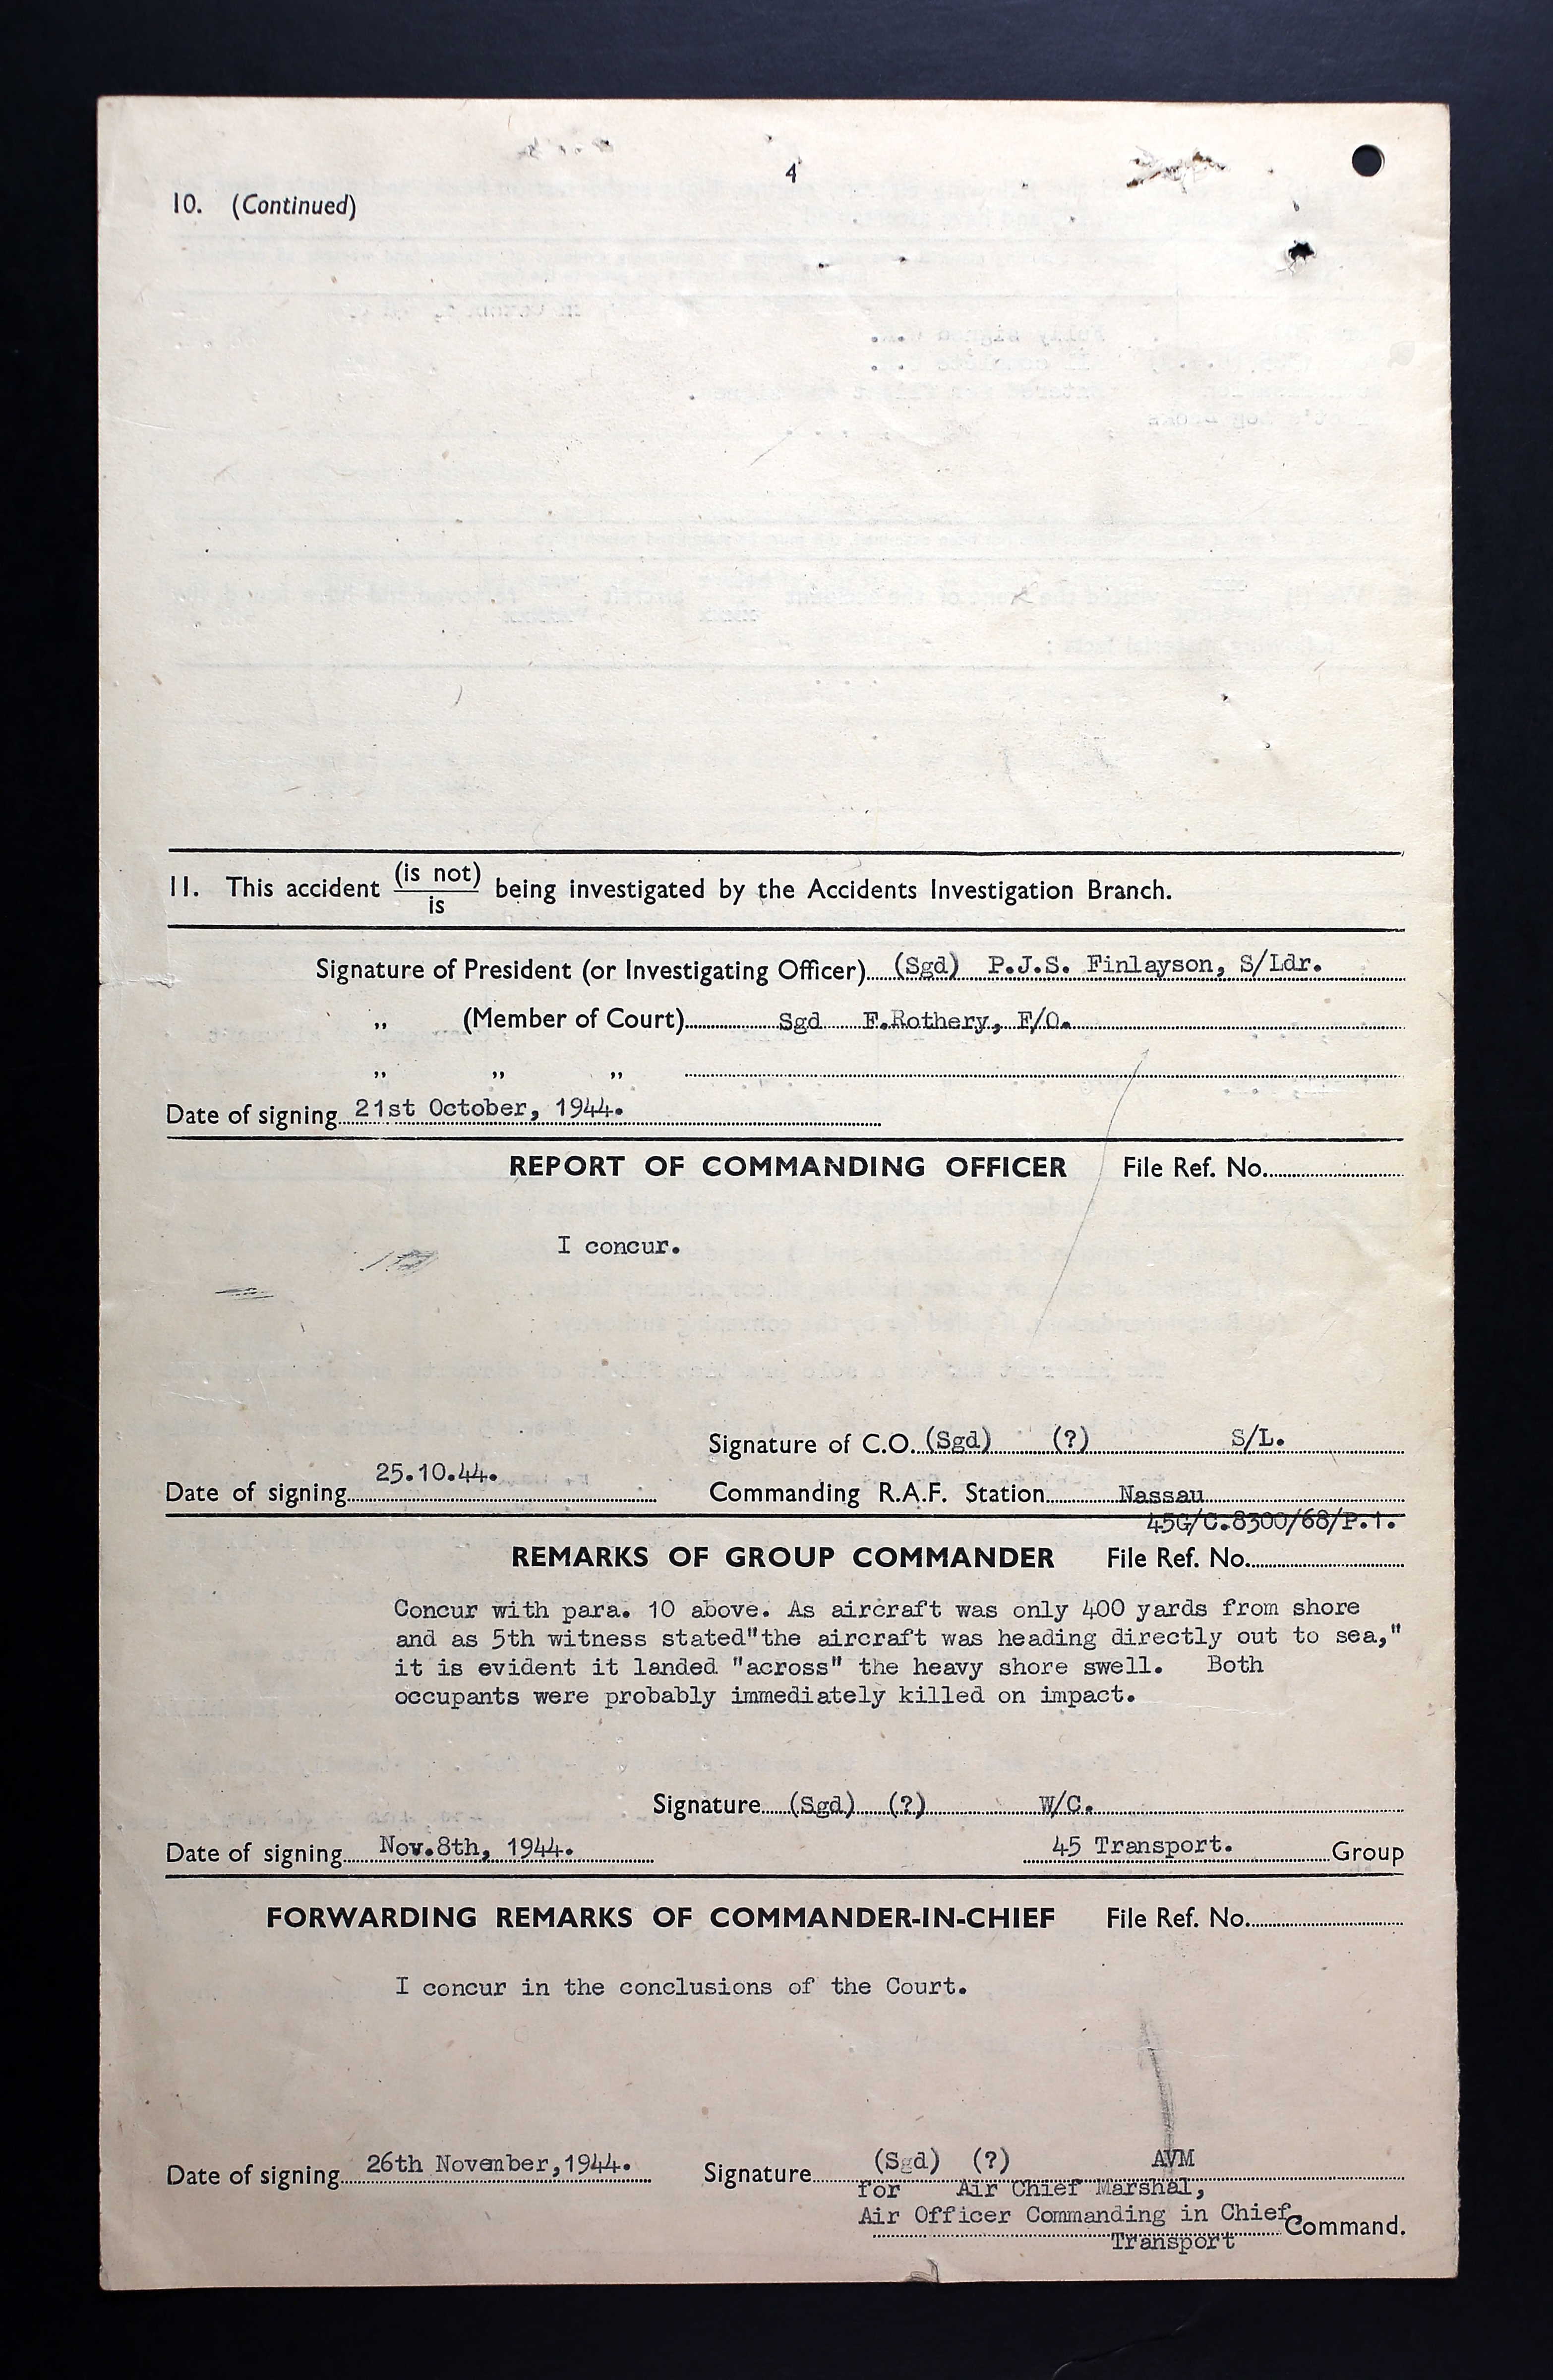 4
10. (Continued)
11. This accident (is not) / is being investigated by the Accidents Investigation Branch.
Signature of President (or Investigating Officer) (Sgd) P.J.S. Finlayson, S/Ldr.
„ (Member of Court) Sgd F.Rothery, F/O.
„ „ „
Date of signing 21st October, 1944.
REPORT OF COMMANDING OFFICER File Ref. No.
I concur.
Signature of C.O. (Sgd) (?) S/L.
Date of signing 25.10.44. Commanding R.A.F. Station Nassau
45G/C.8300/68/P.1.
REMARKS OF GROUP COMMANDER File Ref. No.
Concur with para. 10 above. As aircraft was only 400 yards from shore
and as 5th witness stated"the aircraft was heading directly out to sea,"
it is evident it landed "across" the heavy shore swell. Both
occupants were probably immediately killed on impact.
Signature (Sgd) (?) W/C.
Date of signing Nov.8th, 1944. 45 Transport. Group
FORWARDING REMARKS OF COMMANDER-IN-CHIEF File Ref. No.
I concur in the conclusions of the Court.
Date of signing 26th November,1944. Signature (Sgd) (?) AVM
for Air Chief Marshal,
Air Officer Commanding in Chief Command.
Transport